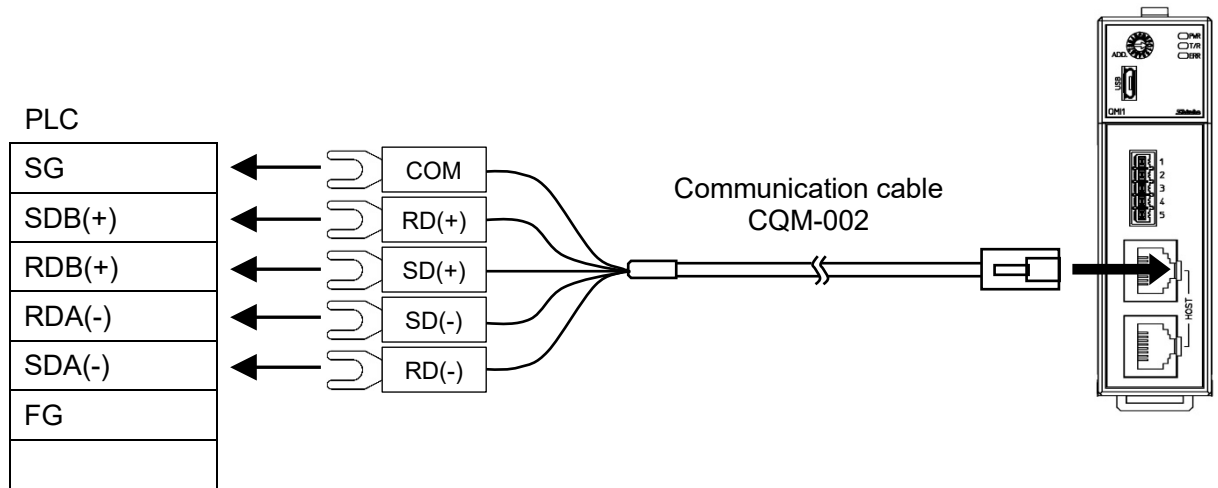 PLC
SG
SDB(+)
RDB(+)
RDA(-)
SDA(-)
FG
COM
RD(+)
SD(+)
SD(-)
RD(-)
Communication cable
CQM-002
ADD.
PWR
T/R
ERR
USB
QMI1
Shinko
1
2
3
4
5
HOST